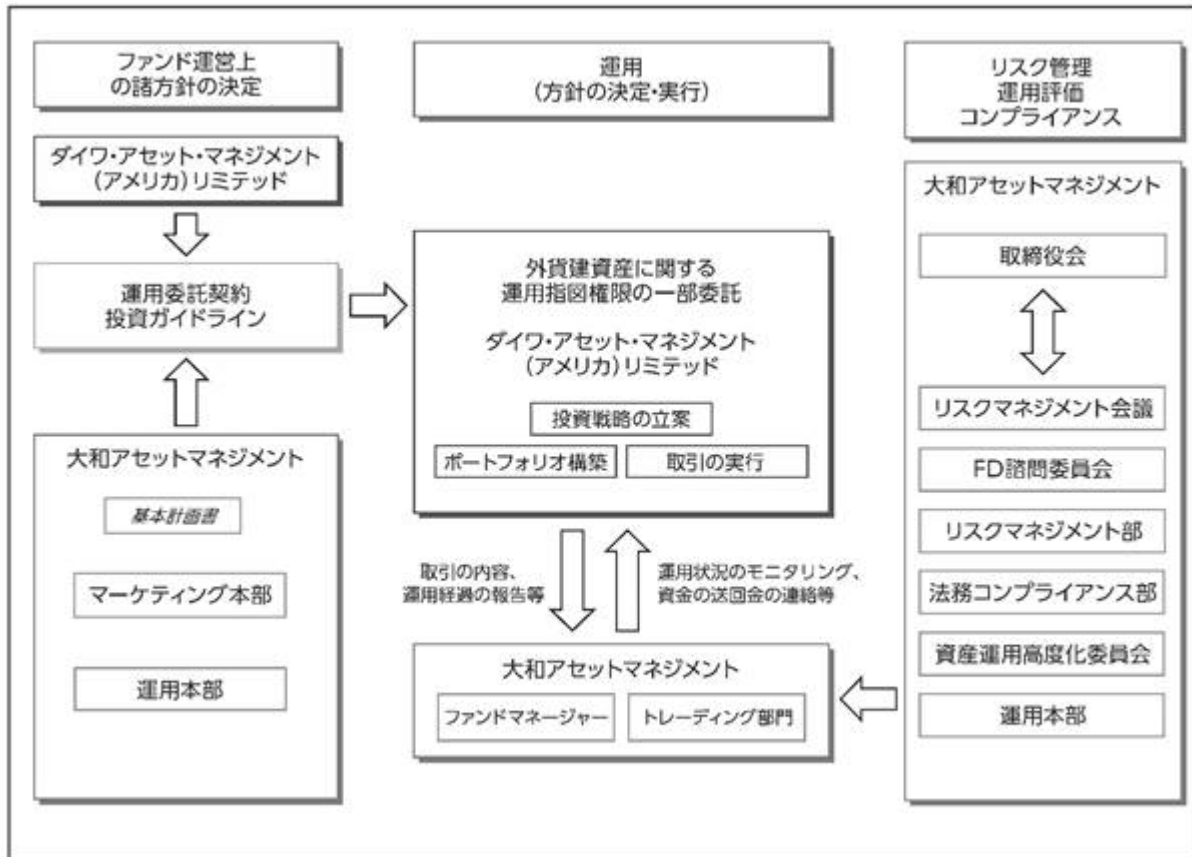 ファンド運営上
の諸方針の決定
ダイワ・アセット・マネジメント
(アメリカ)リミテッド
運用委託契約
投資ガイドライン
大和アセットマネジメント
基本計画書
マーケティング本部
運用本部
運用
(方針の決定・実行)
外貨建資産に関する
運用指図権限の一部委託
ダイワ・アセット・マネジメント
(アメリカ)リミテッド
投資戦略の立案
ポートフォリオ構築
取引の実行
取引の内容、
運用経過の報告等
運用状況のモニタリング、
資金の送回金の連絡等
大和アセットマネジメント
ファンドマネージャー
トレーディング部門
リスク管理
運用評価
コンプライアンス
大和アセットマネジメント
取締役会
リスクマネジメント会議
FD諮問委員会
リスクマネジメント部
法務コンプライアンス部
資産運用高度化委員会
運用本部